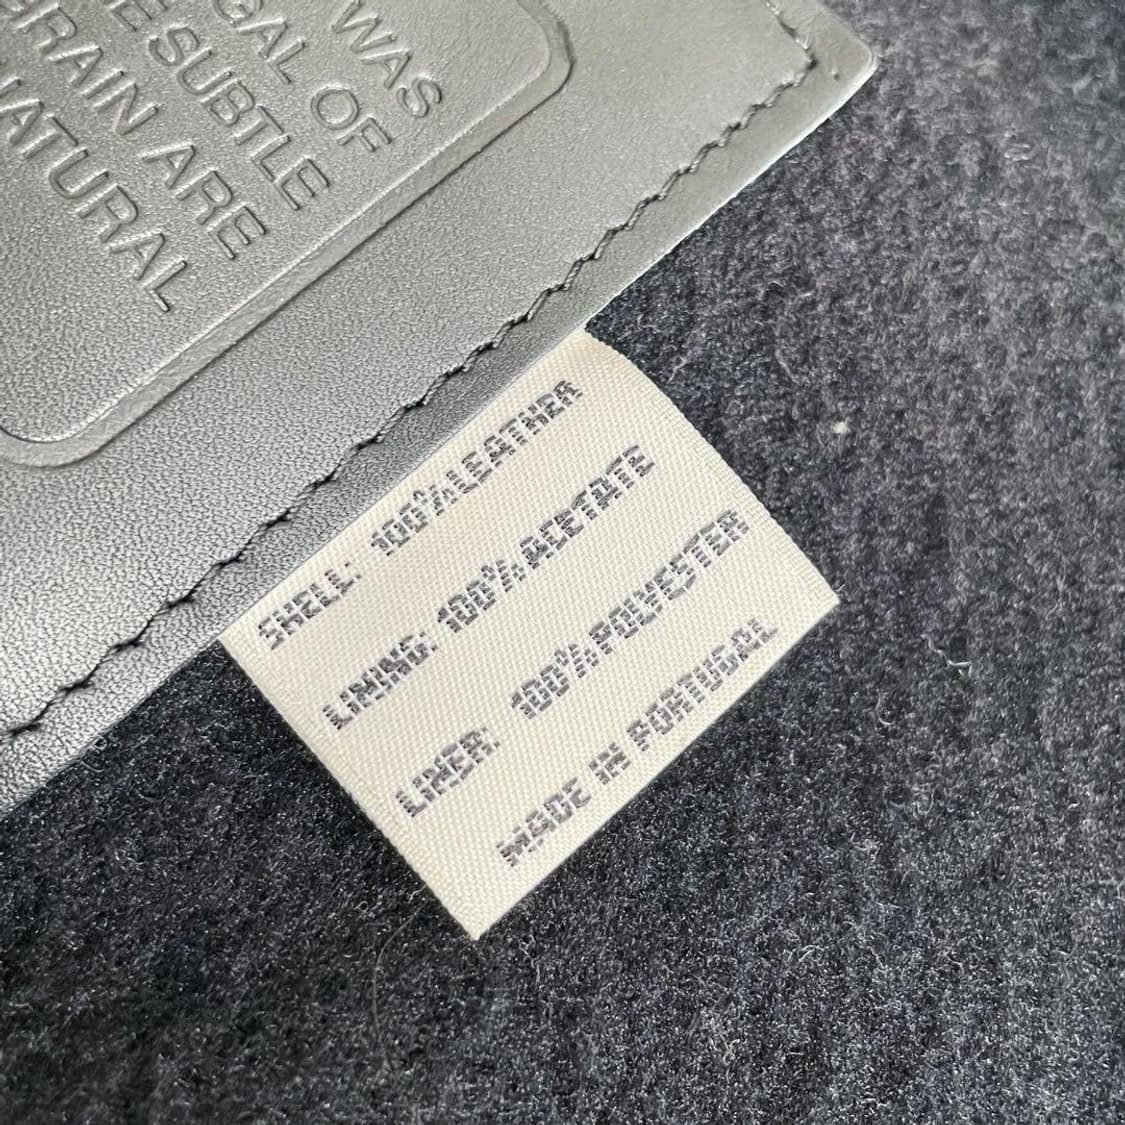 WAS
GAL OF
E SUBTLE
GRAIN ARE
NATURAL
SHELL: 100% LEATHER
LINING: 100% ACETATE
LINER: 100% POLYESTER
MADE IN PORTUGAL